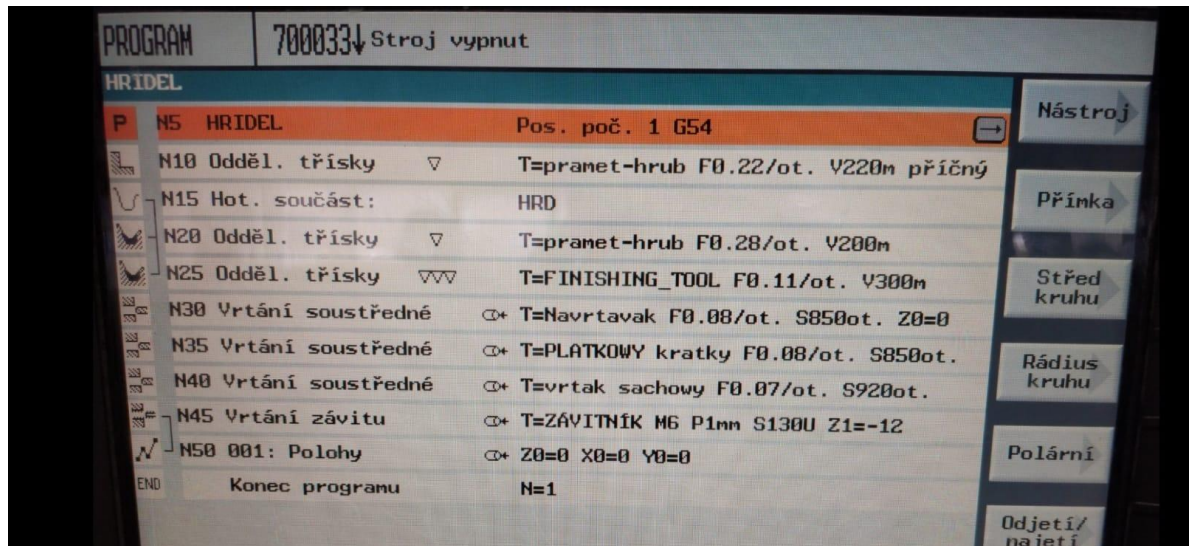 PROGRAM 700033↓ Stroj vypnut
HRIDEL
P N5 HRIDEL Pos. poč. 1 G54
N10 Odděl. třísky ▽ T=pramet-hrub F0.22/ot. V220m příčný
N15 Hot. součást: HRD
N20 Odděl. třísky ▽ T=pramet-hrub F0.28/ot. V200m
N25 Odděl. třísky ▽▽▽ T=FINISHING_TOOL F0.11/ot. V300m
N30 Vrtání soustředné T=Navrtavak F0.08/ot. S850ot. Z0=0
N35 Vrtání soustředné T=PLATKOWY kratky F0.08/ot. S850ot.
N40 Vrtání soustředné T=vrtak sachowy F0.07/ot. S920ot.
N45 Vrtání závitu T=ZÁVITNÍK M6 P1mm S130U Z1=-12
N50 001: Polohy Z0=0 X0=0 Y0=0
END Konec programu N=1
Nástroj
Přímka
Střed
kruhu
Rádius
kruhu
Polární
Odjetí/
najetí